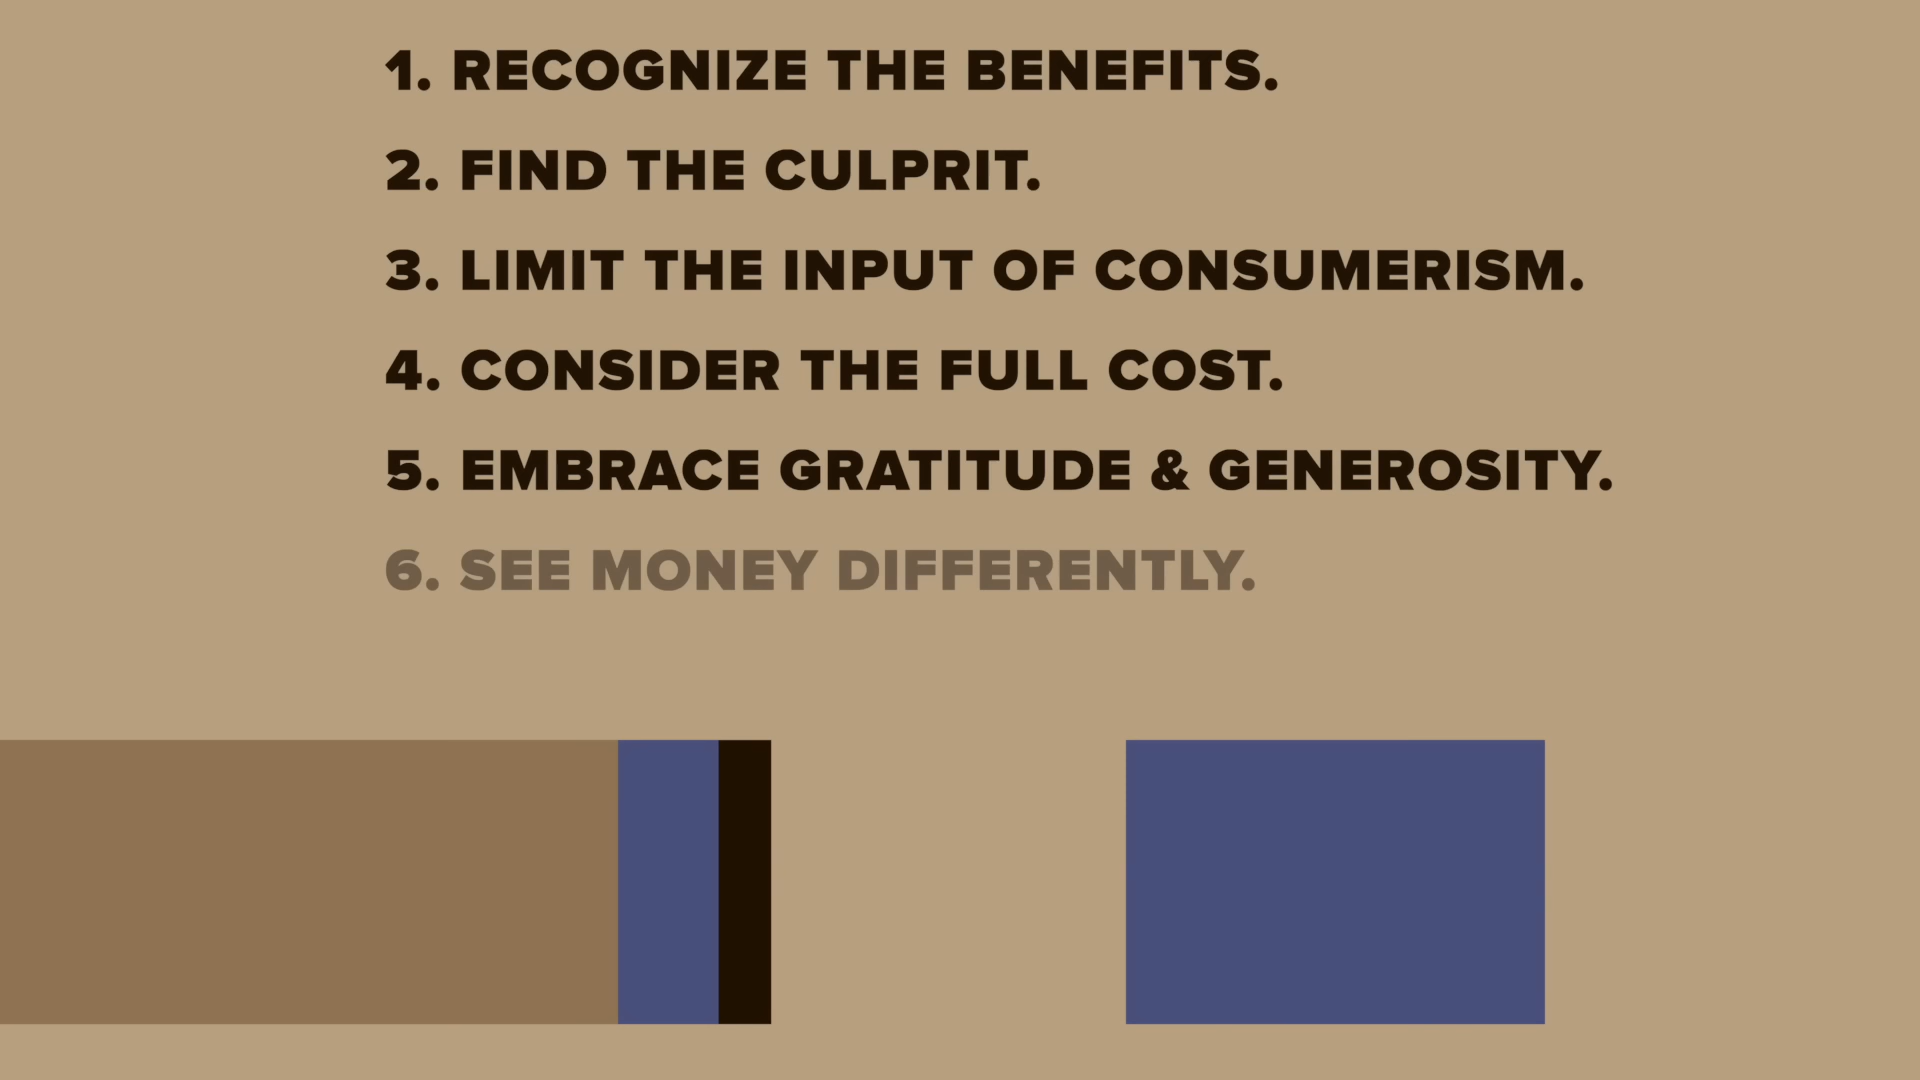 1. RECOGNIZE THE BENEFITS.
2. FIND THE CULPRIT.
3. LIMIT THE INPUT OF CONSUMERISM.
4. CONSIDER THE FULL COST.
5. EMBRACE GRATITUDE & GENEROSITY.
6. SEE MONEY DIFFERENTLY.